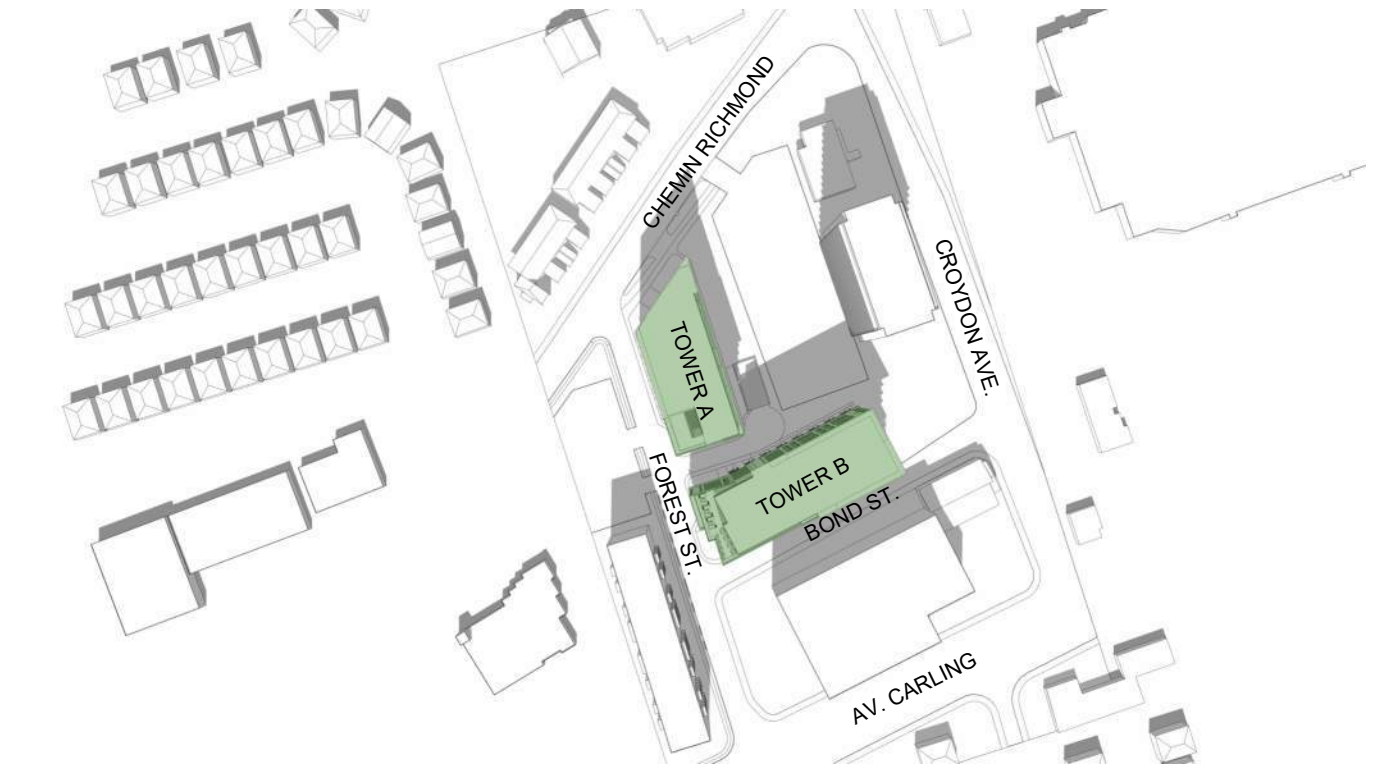 CHEMIN RICHMOND
CROYDON AVE.
TOWER A
FOREST ST.
TOWER B
BOND ST.
AV. CARLING